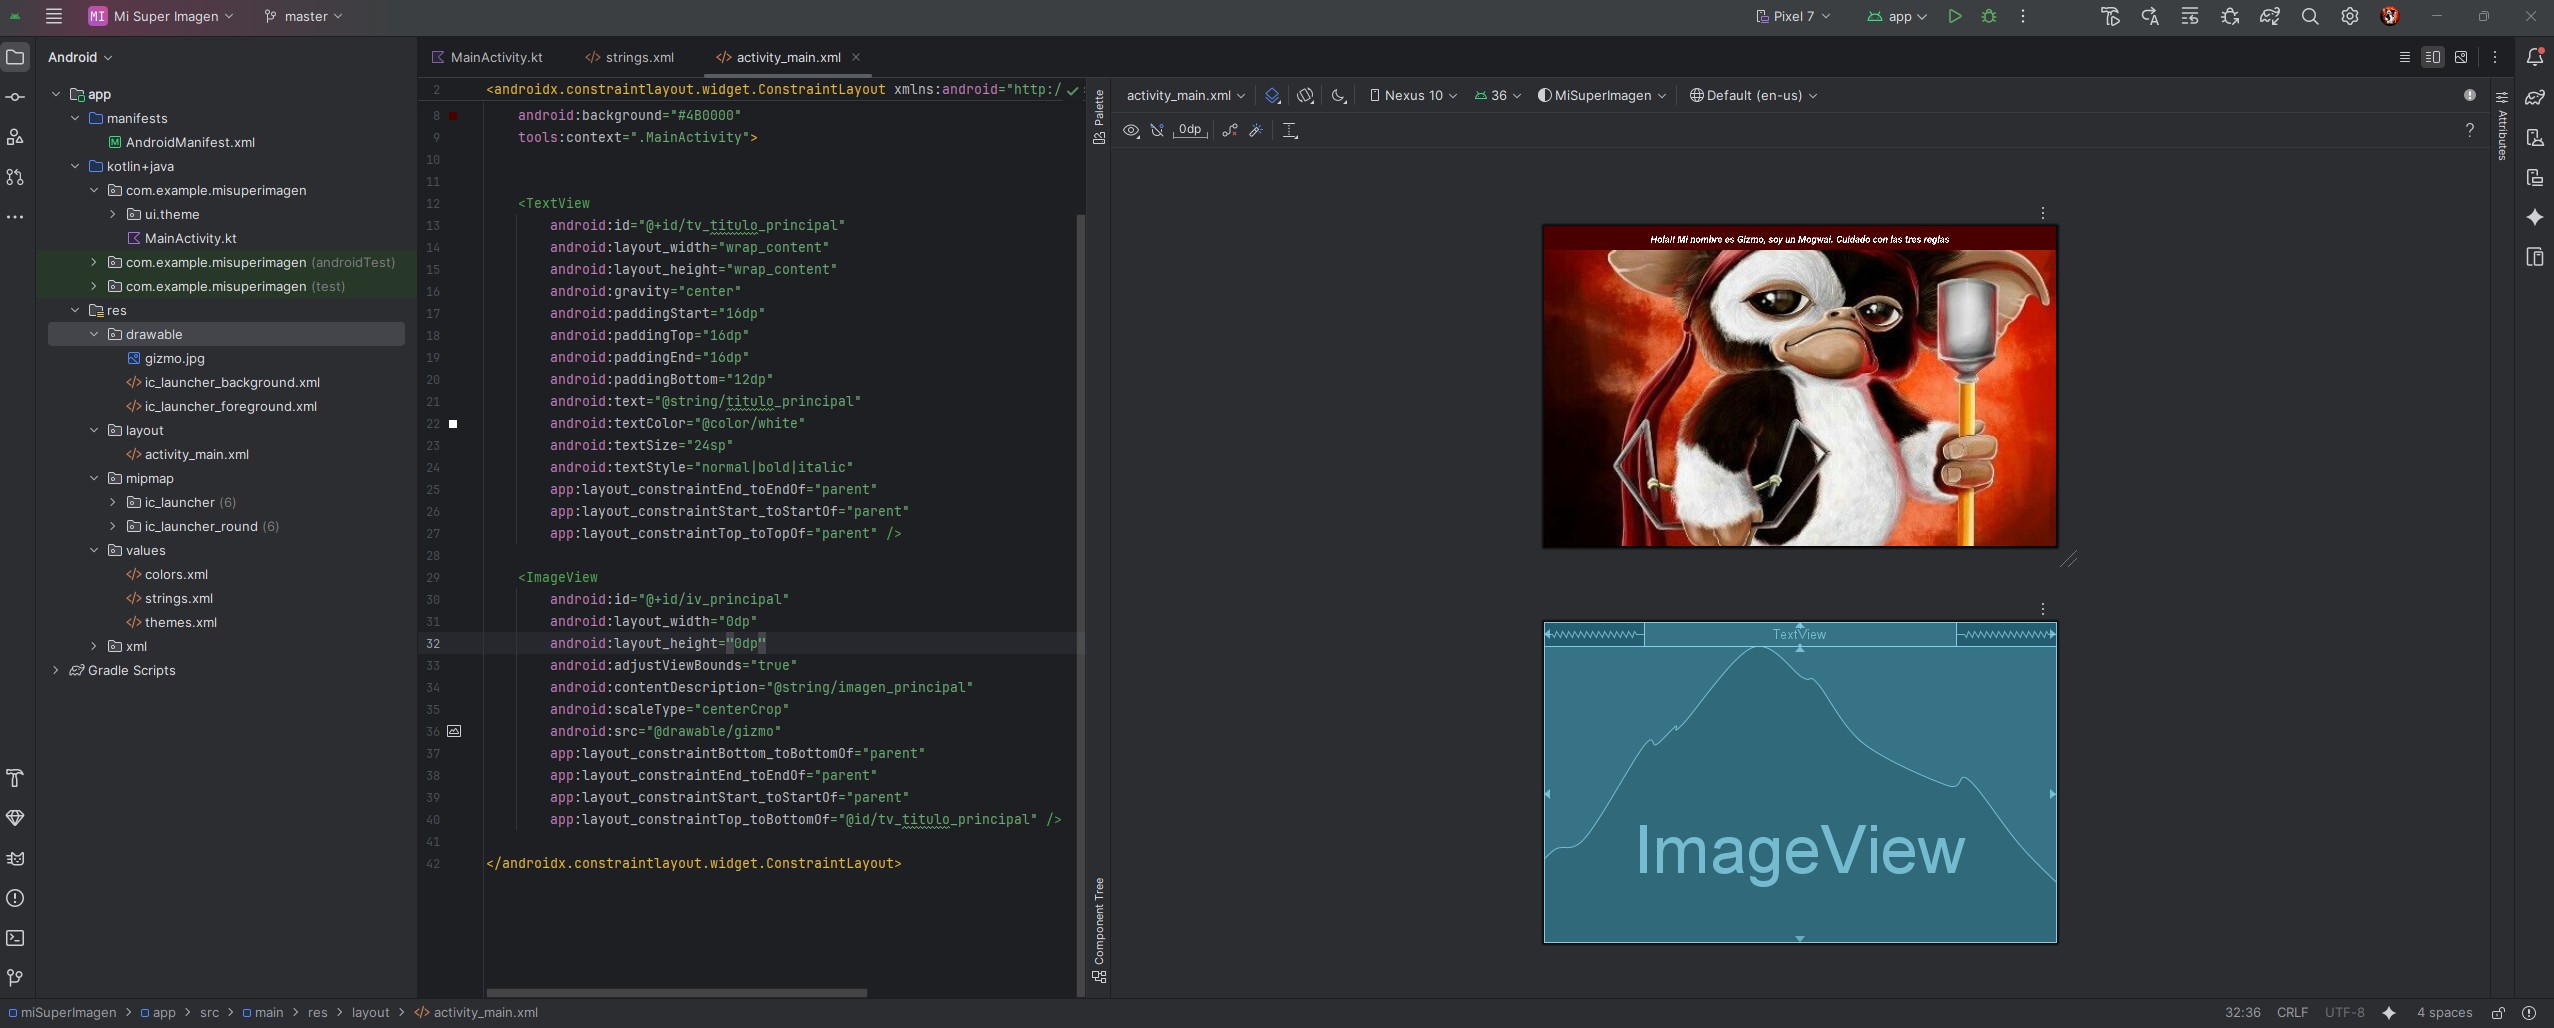 MI Mi Super Imagen master Pixel 7 app
Android
MainActivity.kt strings.xml activity_main.xml
app
manifests
AndroidManifest.xml
kotlin+java
com.example.misuperimagen
ui.theme
MainActivity.kt
com.example.misuperimagen (androidTest)
com.example.misuperimagen (test)
res
drawable
gizmo.jpg
ic_launcher_background.xml
ic_launcher_foreground.xml
layout
activity_main.xml
mipmap
ic_launcher (6)
ic_launcher_round (6)
values
colors.xml
strings.xml
themes.xml
xml
Gradle Scripts
2 <androidx.constraintlayout.widget.ConstraintLayout xmlns:android="http:/
8 android:background="#4B0000"
9 tools:context=".MainActivity">
10
11
12 <TextView
13 android:id="@+id/tv_titulo_principal"
14 android:layout_width="wrap_content"
15 android:layout_height="wrap_content"
16 android:gravity="center"
17 android:paddingStart="16dp"
18 android:paddingTop="16dp"
19 android:paddingEnd="16dp"
20 android:paddingBottom="12dp"
21 android:text="@string/titulo_principal"
22 android:textColor="@color/white"
23 android:textSize="24sp"
24 android:textStyle="normal|bold|italic"
25 app:layout_constraintEnd_toEndOf="parent"
26 app:layout_constraintStart_toStartOf="parent"
27 app:layout_constraintTop_toTopOf="parent" />
28
29 <ImageView
30 android:id="@+id/iv_principal"
31 android:layout_width="0dp"
32 android:layout_height="0dp"
33 android:adjustViewBounds="true"
34 android:contentDescription="@string/imagen_principal"
35 android:scaleType="centerCrop"
36 android:src="@drawable/gizmo"
37 app:layout_constraintBottom_toBottomOf="parent"
38 app:layout_constraintEnd_toEndOf="parent"
39 app:layout_constraintStart_toStartOf="parent"
40 app:layout_constraintTop_toBottomOf="@id/tv_titulo_principal" />
41
42 </androidx.constraintlayout.widget.ConstraintLayout>
Palette
Component Tree
activity_main.xml Nexus 10 36 MiSuperImagen Default (en-us)
0dp ?
Attributes
Hola!! Mi nombre es Gizmo, soy un Mogwai. Cuidado con las tres reglas
TextView
ImageView
miSuperImagen > app > src > main > res > layout > activity_main.xml 32:36 CRLF UTF-8 4 spaces